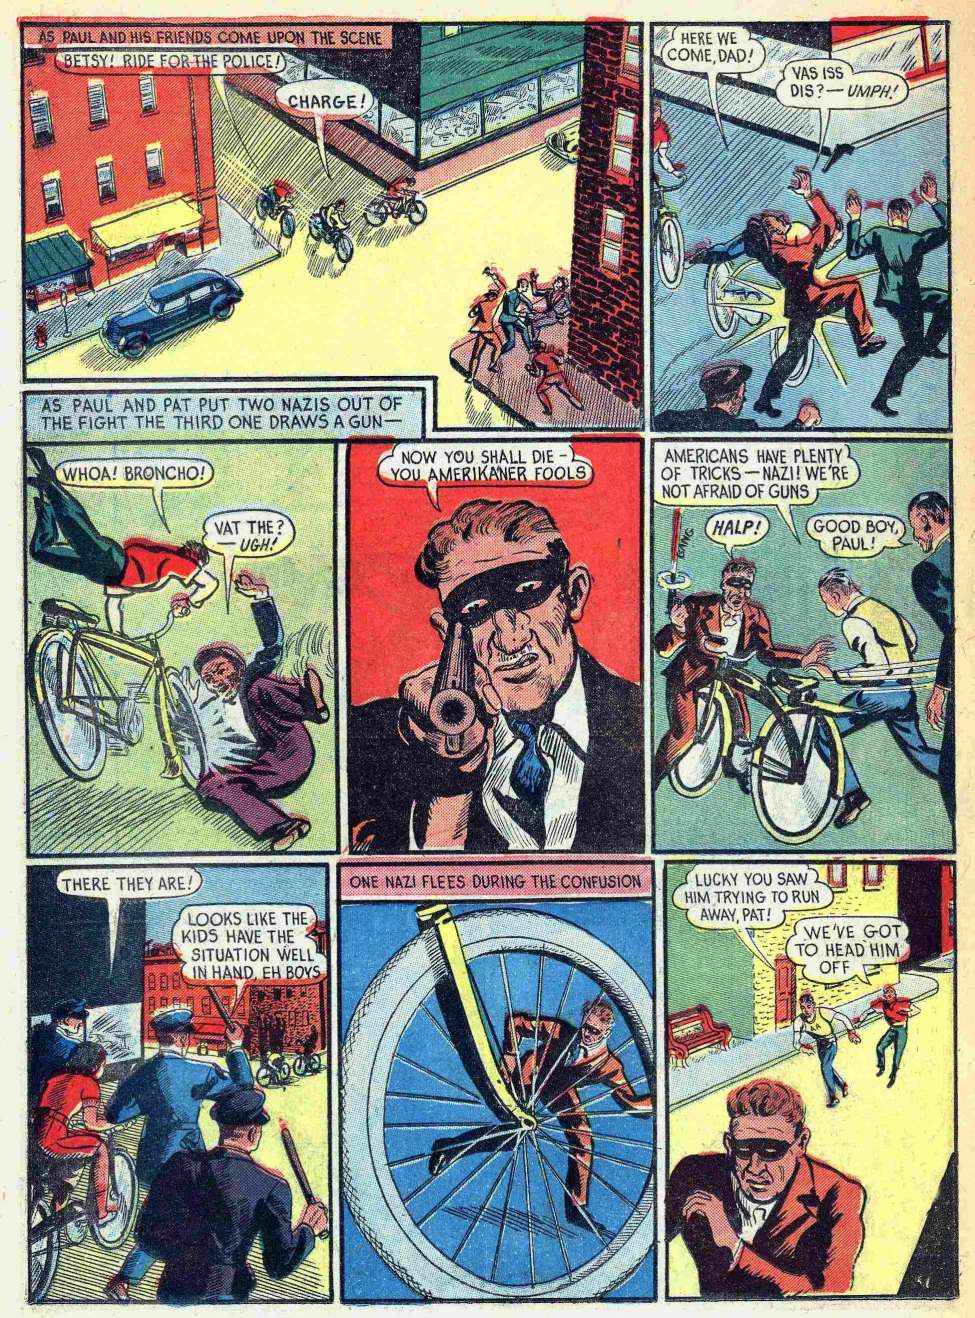 AS PAUL AND HIS FRIENDS COME UPON THE SCENE
BETSY! RIDE FOR THE POLICE!
CHARGE!
HERE WE
COME, DAD!
VAS ISS
DIS?—UMPH!
AS PAUL AND PAT PUT TWO NAZIS OUT OF
THE FIGHT THE THIRD ONE DRAWS A GUN—
WHOA! BRONCHO!
VAT THE?
—UGH!
NOW YOU SHALL DIE -
YOU AMERIKANER FOOLS
AMERICANS HAVE PLENTY
OF TRICKS—NAZI! WE'RE
NOT AFRAID OF GUNS
BANG
HALP!
GOOD BOY,
PAUL!
THERE THEY ARE!
LOOKS LIKE THE
KIDS HAVE THE
SITUATION WELL
IN HAND, EH BOYS
ONE NAZI FLEES DURING THE CONFUSION
LUCKY YOU SAW
HIM TRYING TO RUN
AWAY, PAT!
WE'VE GOT
TO HEAD HIM
OFF